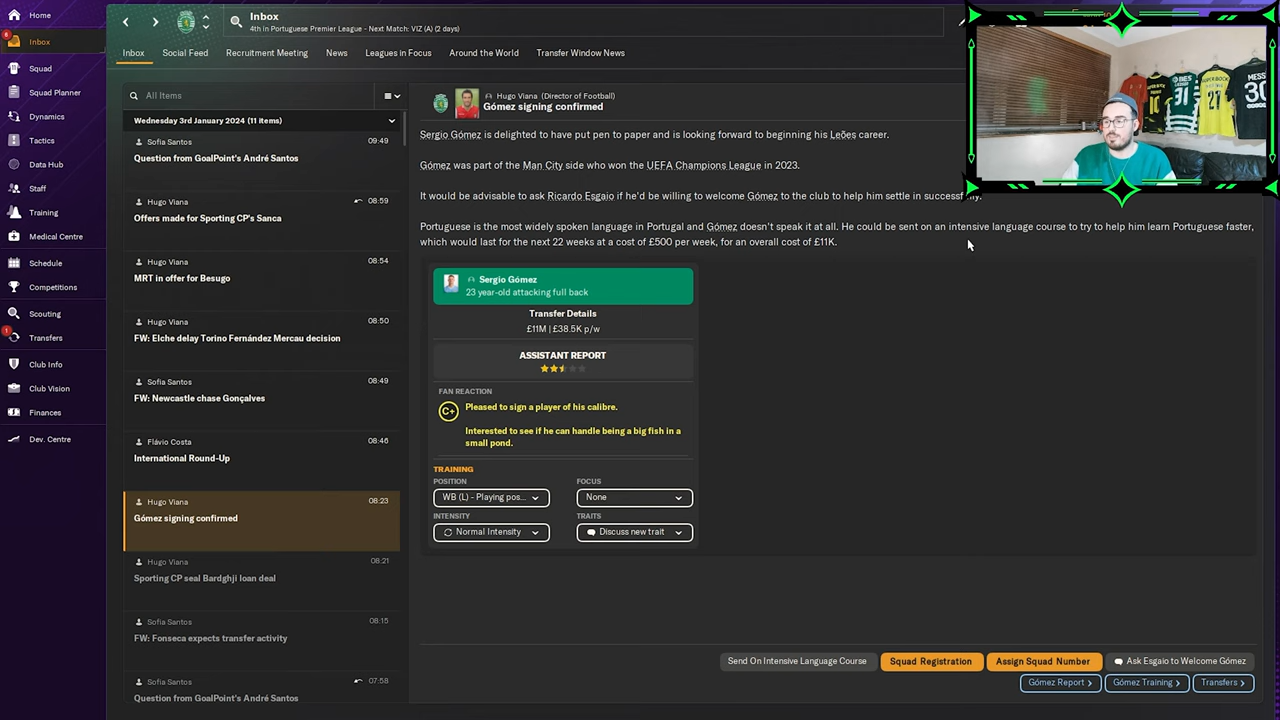 Home
Inbox
Squad
Squad Planner
Dynamics
Tactics
Data Hub
Staff
Training
Medical Centre
Schedule
Competitions
Scouting
Transfers
Club Info
Club Vision
Finances
Dev. Centre
6
1
Inbox
4th in Portuguese Premier League - Next Match: VIZ (A) (2 days)
Inbox
Social Feed
Recruitment Meeting
News
Leagues in Focus
Around the World
Transfer Window News
All Items
Wednesday 3rd January 2024 (11 items)
Sofia Santos 09:49
Question from GoalPoint's André Santos
Hugo Viana 08:59
Offers made for Sporting CP's Sanca
Hugo Viana 08:54
MRT in offer for Besugo
Hugo Viana 08:50
FW: Elche delay Torino Fernández Mercau decision
Sofia Santos 08:49
FW: Newcastle chase Gonçalves
Flávio Costa 08:46
International Round-Up
Hugo Viana 08:23
Gómez signing confirmed
Hugo Viana 08:21
Sporting CP seal Bardghji loan deal
Sofia Santos 08:15
FW: Fonseca expects transfer activity
Sofia Santos 07:58
Question from GoalPoint's André Santos
Hugo Viana (Director of Football)
Gómez signing confirmed
Sergio Gómez is delighted to have put pen to paper and is looking forward to beginning his Leões career.
Gómez was part of the Man City side who won the UEFA Champions League in 2023.
It would be advisable to ask Ricardo Esgaio if he'd be willing to welcome Gómez to the club to help him settle in successfully.
Portuguese is the most widely spoken language in Portugal and Gómez doesn't speak it at all. He could be sent on an intensive language course to try to help him learn Portuguese faster,
which would last for the next 22 weeks at a cost of £500 per week, for an overall cost of £11K.
Sergio Gómez
23 year-old attacking full back
Transfer Details
£11M | £38.5K p/w
ASSISTANT REPORT
FAN REACTION
C+
Pleased to sign a player of his calibre.
Interested to see if he can handle being a big fish in a
small pond.
TRAINING
POSITION
FOCUS
WB (L) - Playing pos...
None
INTENSITY
TRAITS
Normal Intensity
Discuss new trait
Send On Intensive Language Course
Squad Registration
Assign Squad Number
Ask Esgaio to Welcome Gómez
Gómez Report
Gómez Training
Transfers
31
SUPER BOCK
21
MESSI
30